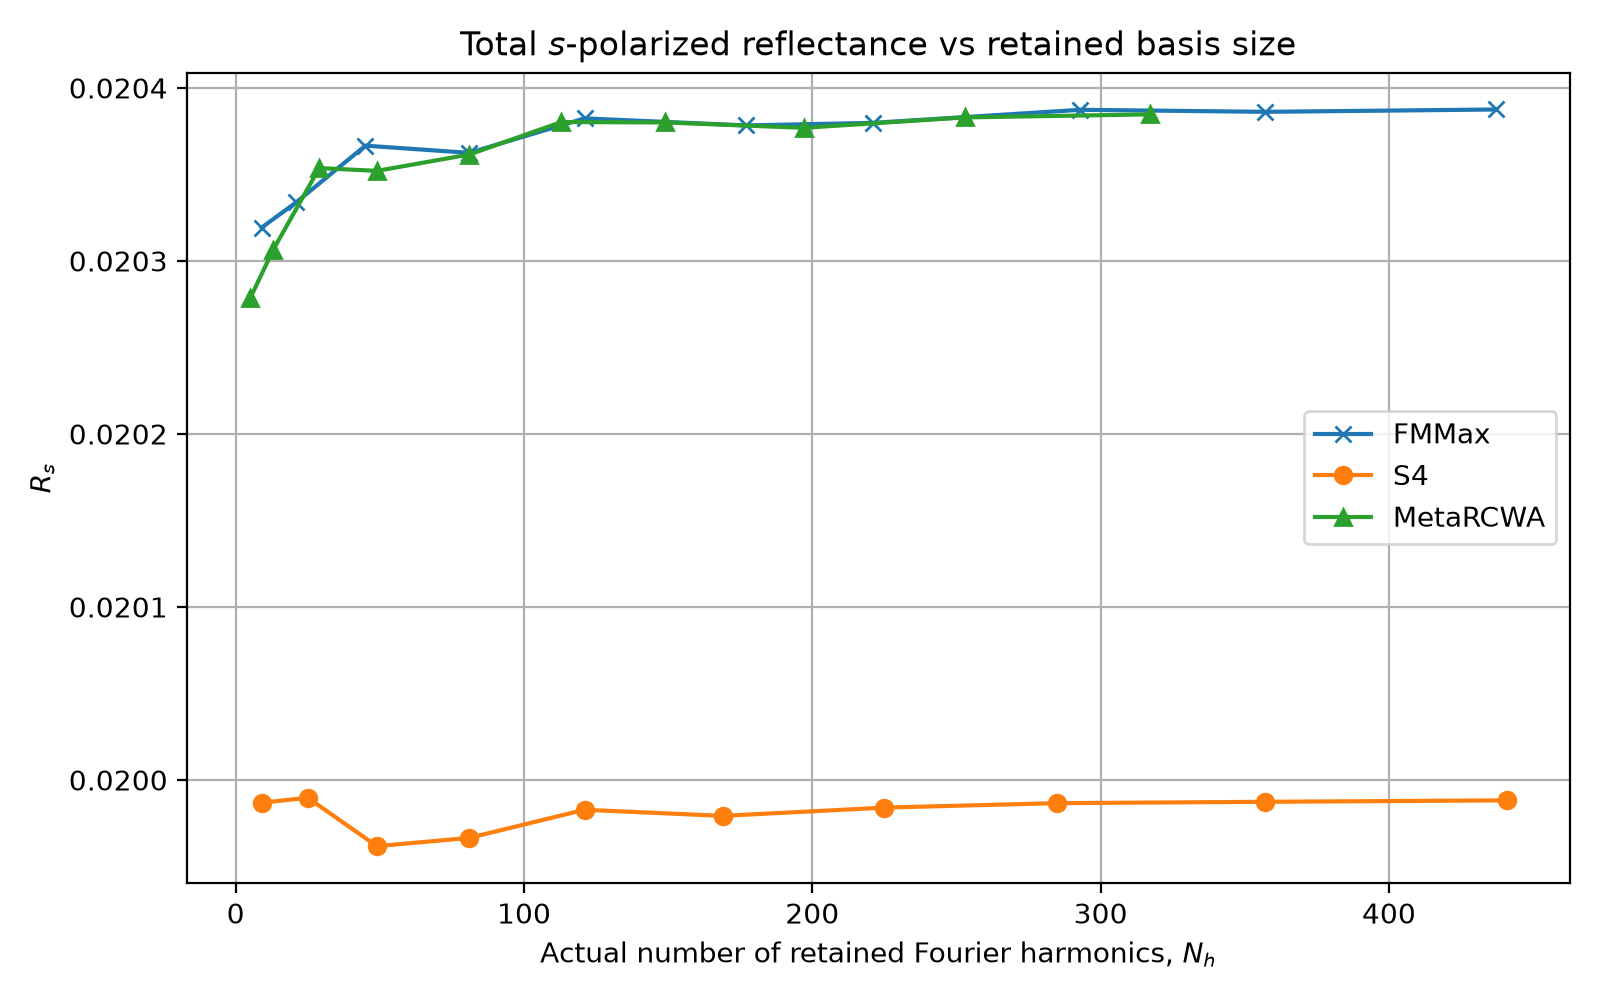 Total s-polarized reflectance vs retained basis size
0.0204
0.0203
0.0202
0.0201
0.0200
R_s
FMMax
S4
MetaRCWA
0 100 200 300 400
Actual number of retained Fourier harmonics, N_h